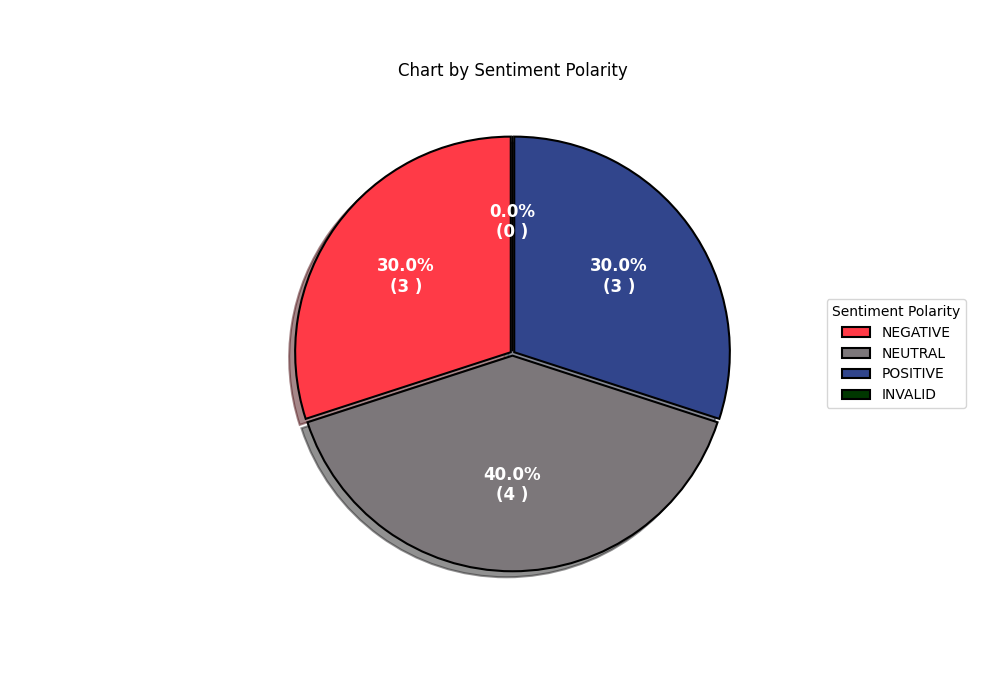 Chart by Sentiment Polarity
0.0%
(0 )
30.0%
(3 )
30.0%
(3 )
40.0%
(4 )
Sentiment Polarity
NEGATIVE
NEUTRAL
POSITIVE
INVALID